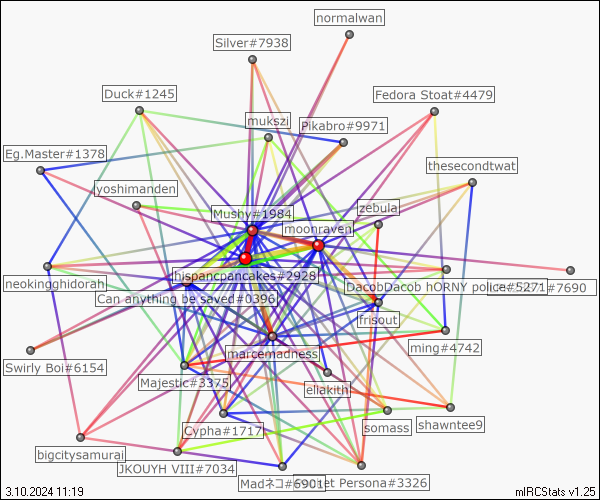 normalwan
Silver#7938
Duck#1245
Fedora Stoat#4479
mukszi
Pikabro#9971
Eg.Master#1378
thesecondtwat
yoshimanden
zebula
Mushy#1984
moonraven
hispancpancakes#2928
neokingghidorah
DacobDacob hORNY police#5271
#7690
Can anything be saved#0396
frisout
ming#4742
marcemadness
Swirly Boi#6154
Majestic#3375
eliakith
somass
shawntee9
Cypha#1717
bigcitysamurai
JKOUYH VIII#7034
Madネコ#6901
et Persona#3326
3.10.2024 11:19
mIRCStats v1.25